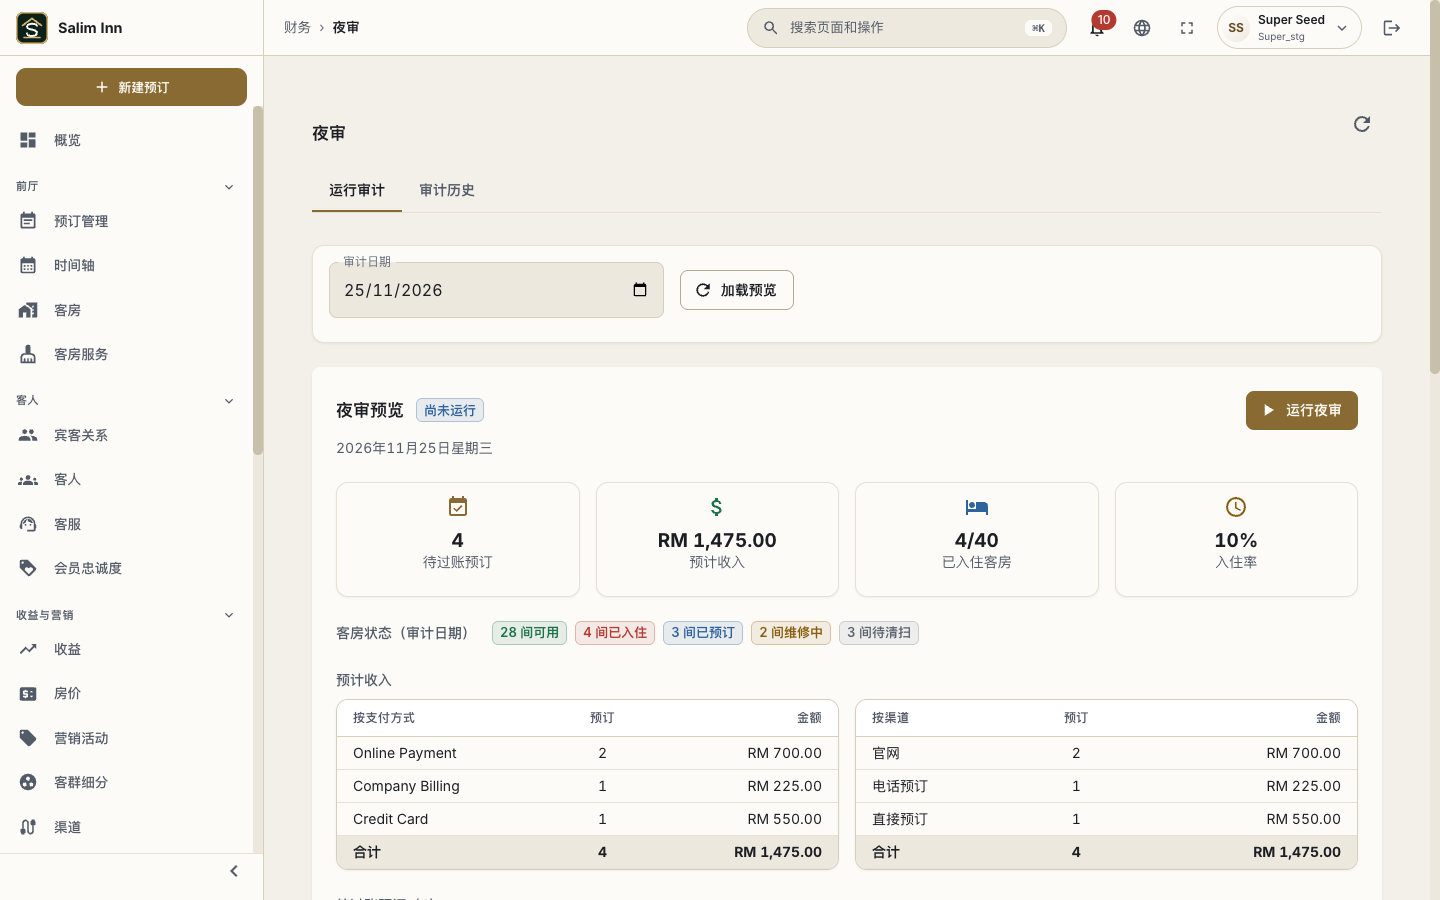 Salim Inn
财务 › 夜审
搜索页面和操作
⌘K
10
SS
Super Seed
Super_stg
新建预订
概览
前厅
预订管理
时间轴
客房
客房服务
客人
宾客关系
客人
客服
会员忠诚度
收益与营销
收益
房价
营销活动
客群细分
渠道
夜审
运行审计 审计历史
审计日期
25/11/2026
加载预览
夜审预览 尚未运行
运行夜审
2026年11月25日星期三
4
待过账预订
RM 1,475.00
预计收入
4/40
已入住客房
10%
入住率
客房状态（审计日期） 28 间可用 4 间已入住 3 间已预订 2 间维修中 3 间待清扫
预计收入
按支付方式 预订 金额
Online Payment 2 RM 700.00
Company Billing 1 RM 225.00
Credit Card 1 RM 550.00
合计 4 RM 1,475.00
按渠道 预订 金额
官网 2 RM 700.00
电话预订 1 RM 225.00
直接预订 1 RM 550.00
合计 4 RM 1,475.00